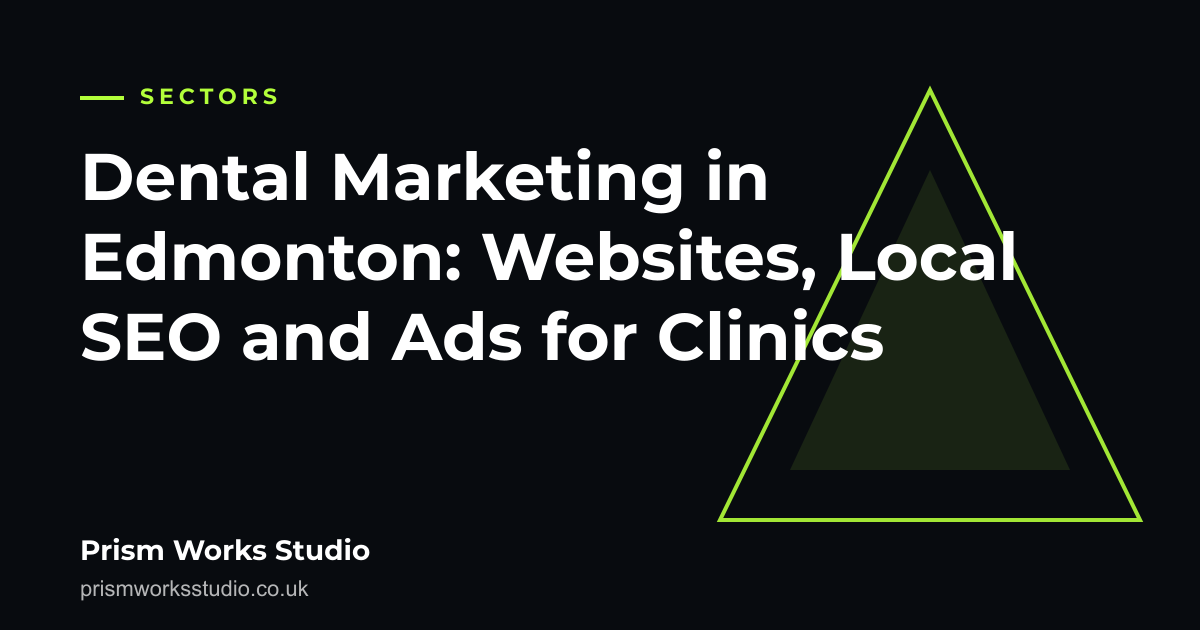 SECTORS
Dental Marketing in
Edmonton: Websites, Local
SEO and Ads for Clinics
Prism Works Studio
prismworksstudio.co.uk